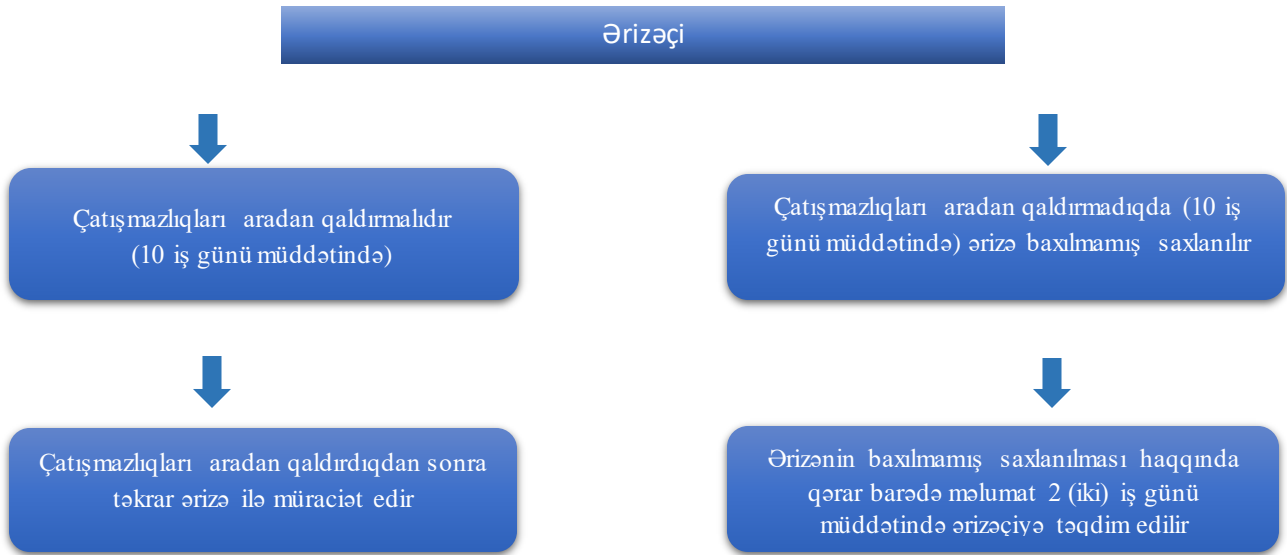 Ərizəçi
Çatışmazlıqları aradan qaldırmalıdır
(10 iş günü müddətində)
Çatışmazlıqları aradan qaldırmadıqda (10 iş
günü müddətində) ərizə baxılmamış saxlanılır
Çatışmazlıqları aradan qaldırdıqdan sonra
təkrar ərizə ilə müraciət edir
Ərizənin baxılmamış saxlanılması haqqında
qərar barədə məlumat 2 (iki) iş günü
müddətində ərizəçiyə təqdim edilir